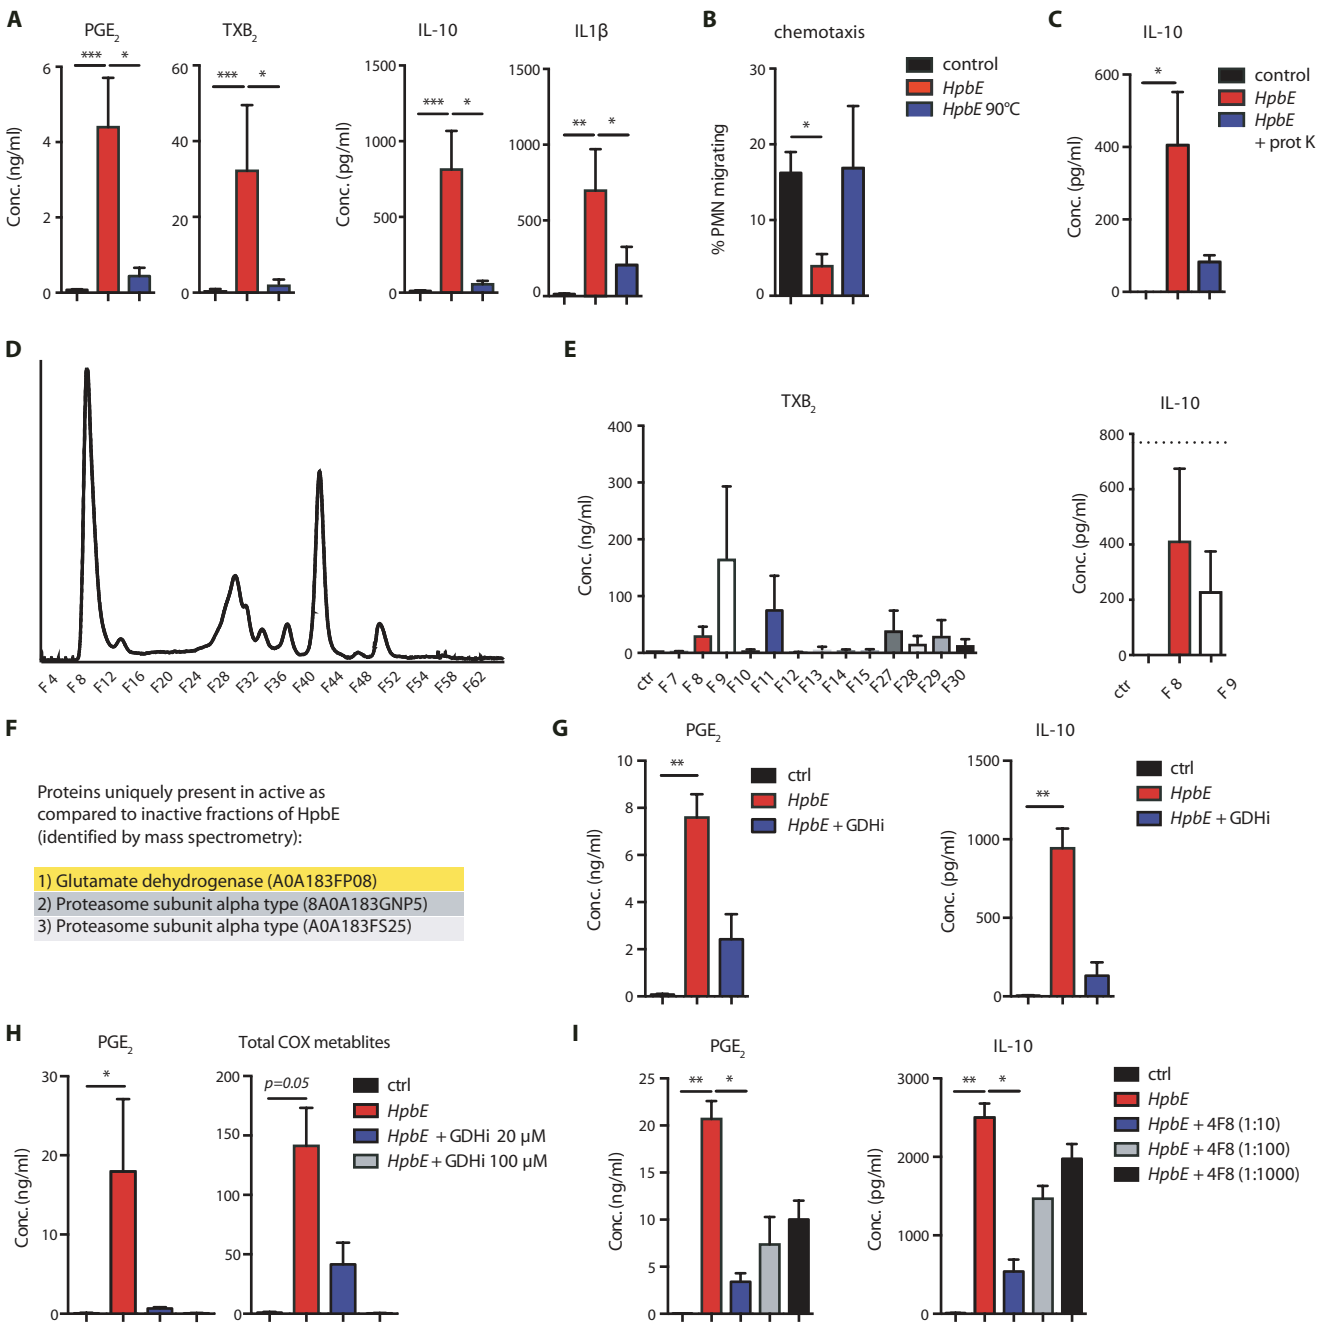 A
PGE2
TXB2
IL-10
IL1β
*** *
*** *
*** *
** *
Conc. (ng/ml)
6
4
2
0
60
40
20
0
Conc. (pg/ml)
1500
1000
500
0
1500
1000
500
0
B
chemotaxis
control
HpbE
HpbE 90°C
*
% PMN migrating
30
20
10
0
C
IL-10
control
HpbE
HpbE
+ prot K
*
Conc. (pg/ml)
600
400
200
0
D
F 4 F 8 F12 F16 F20 F24 F28 F32 F36 F40 F44 F48 F52 F54 F58 F62
E
TXB2
Conc. (ng/ml)
400
300
200
100
0
ctr F7 F 8 F 9 F10 F11 F12 F13 F14 F15 F27 F28 F29 F30
IL-10
Conc. (pg/ml)
800
600
400
200
0
ctr F 8 F 9
F
Proteins uniquely present in active as
compared to inactive fractions of HpbE
(identified by mass spectrometry):
1) Glutamate dehydrogenase (A0A183FP08)
2) Proteasome subunit alpha type (8A0A183GNP5)
3) Proteasome subunit alpha type (A0A183FS25)
G
PGE2
**
Conc. (ng/ml)
10
8
6
4
2
0
ctrl
HpbE
HpbE + GDHi
IL-10
**
Conc. (pg/ml)
1500
1000
500
0
ctrl
HpbE
HpbE + GDHi
H
PGE2
*
Conc. (ng/ml)
30
20
10
0
Total COX metablites
p=0.05
200
150
100
50
0
ctrl
HpbE
HpbE + GDHi 20 μM
HpbE + GDHi 100 μM
I
PGE2
** *
Conc. (ng/ml)
25
20
15
10
5
0
IL-10
** *
Conc. (pg/ml)
3000
2000
1000
0
ctrl
HpbE
HpbE + 4F8 (1:10)
HpbE + 4F8 (1:100)
HpbE + 4F8 (1:1000)